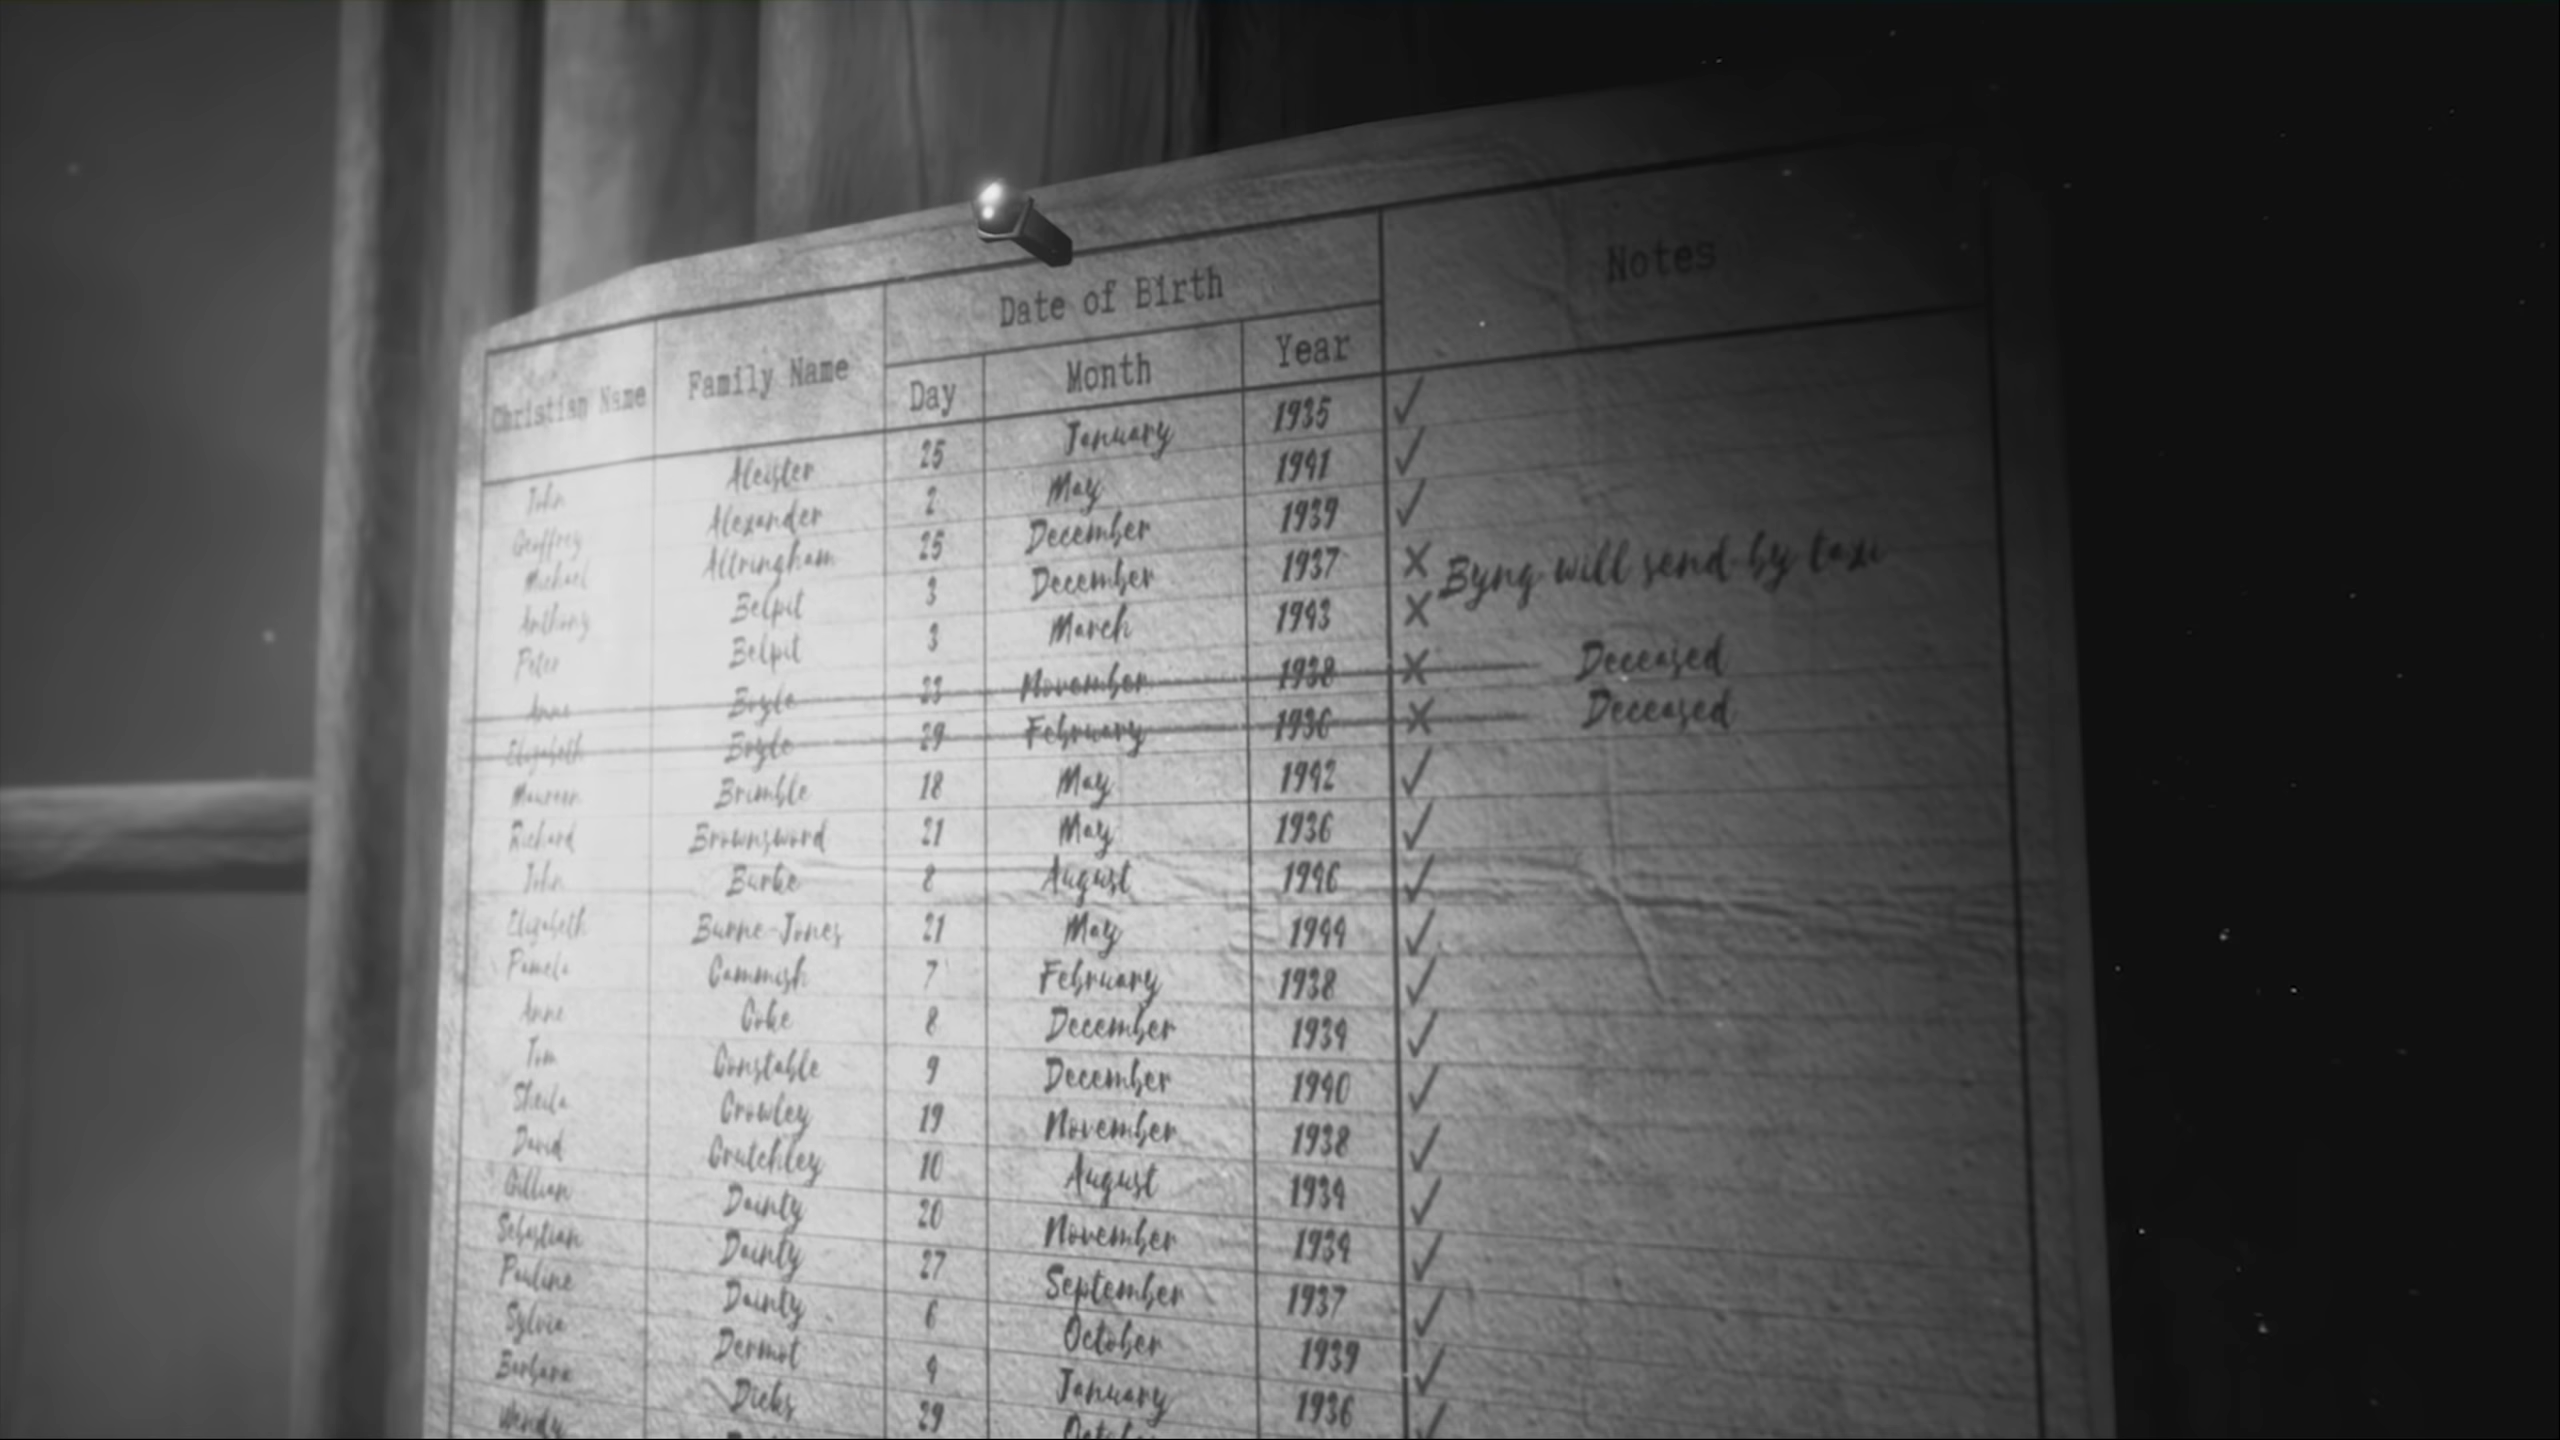 Christian Name Family Name Date of Birth Notes
Day Month Year
John Aleister 25 January 1935 ✓
Geoffrey Alexander 2 May 1941 ✓
Michael Altringham 25 December 1939 ✓
Anthony Belpit 3 December 1937 X Byng will send by taxi
Peter Belpit 3 March 1943 X
Anne Boyle 23 November 1938 X Deceased
Elizabeth Boyle 29 February 1936 X Deceased
Maureen Brimble 18 May 1942 ✓
Richard Brownsword 21 May 1936 ✓
John Burke 8 August 1946 ✓
Elizabeth Burne-Jones 21 May 1944 ✓
Pamela Cammish 7 February 1938 ✓
Anne Coke 8 December 1934 ✓
Tom Constable 9 December 1940 ✓
Sheila Crowley 19 November 1938 ✓
David Crutchley 10 August 1934 ✓
Gillian Dainty 20 November 1934 ✓
Sebastian Dainty 27 September 1937 ✓
Pauline Dainty 6 October 1939 ✓
Sylvia Dermot 4 January 1936 ✓
Barbara Dicks 29 ✓
Wendy